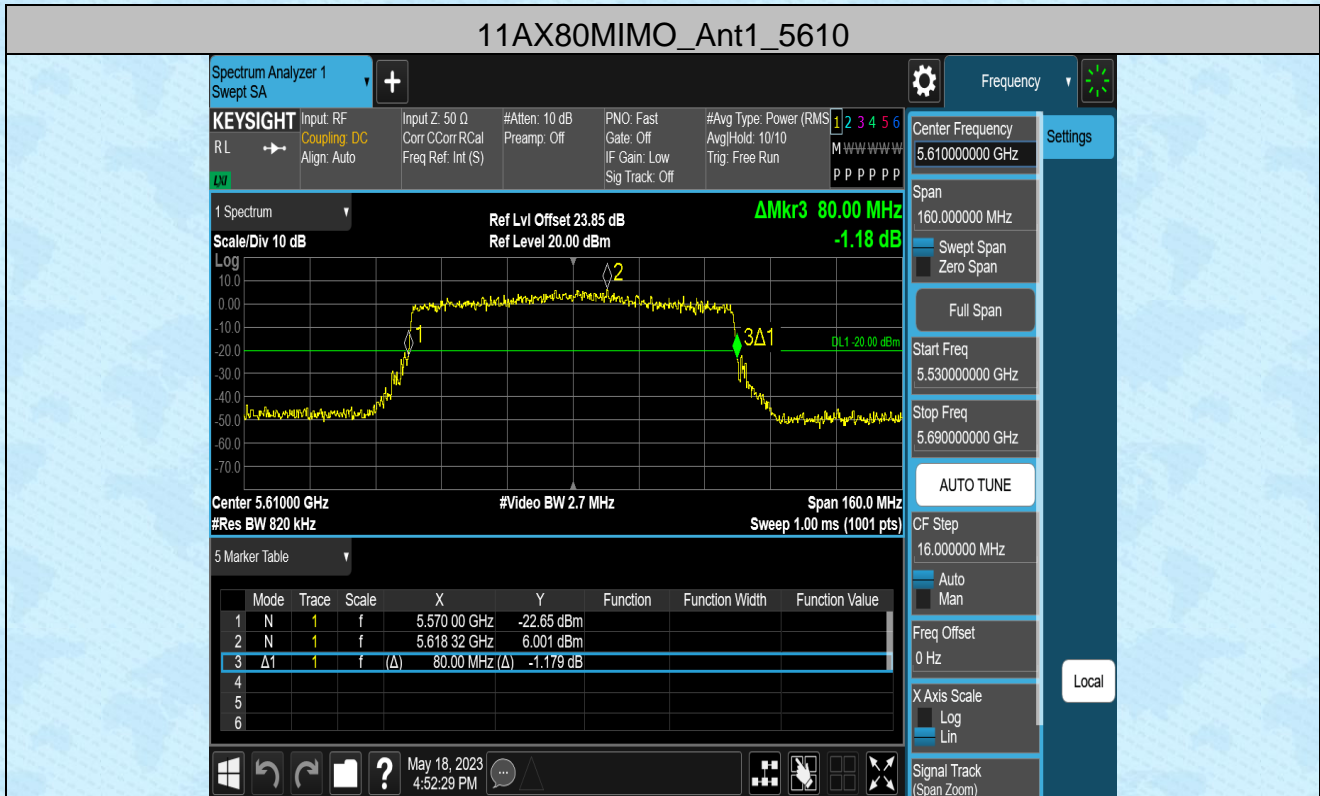 11AX80MIMO_Ant1_5610
Spectrum Analyzer 1
Swept SA
+
Frequency
KEYSIGHT
RL
LXI
Input: RF
Coupling: DC
Align: Auto
Input Z: 50 Ω
Corr CCorr RCal
Freq Ref: Int (S)
#Atten: 10 dB
Preamp: Off
PNO: Fast
Gate: Off
IF Gain: Low
Sig Track: Off
#Avg Type: Power (RMS
Avg|Hold: 10/10
Trig: Free Run
1 2 3 4 5 6
M W W W W W
P P P P P P
1 Spectrum
Scale/Div 10 dB
Ref Lvl Offset 23.85 dB
Ref Level 20.00 dBm
ΔMkr3 80.00 MHz
-1.18 dB
Log
10.0
0.00
-10.0
-20.0
-30.0
-40.0
-50.0
-60.0
-70.0
1
2
3Δ1
DL1 -20.00 dBm
Center 5.61000 GHz
#Res BW 820 kHz
#Video BW 2.7 MHz
Span 160.0 MHz
Sweep 1.00 ms (1001 pts)
5 Marker Table
Mode Trace Scale X Y Function Function Width Function Value
1 N 1 f 5.570 00 GHz -22.65 dBm
2 N 1 f 5.618 32 GHz 6.001 dBm
3 Δ1 1 f (Δ) 80.00 MHz (Δ) -1.179 dB
4
5
6
?
May 18, 2023
4:52:29 PM
Center Frequency
5.610000000 GHz
Span
160.000000 MHz
Swept Span
Zero Span
Full Span
Start Freq
5.530000000 GHz
Stop Freq
5.690000000 GHz
AUTO TUNE
CF Step
16.000000 MHz
Auto
Man
Freq Offset
0 Hz
X Axis Scale
Log
Lin
Signal Track
(Span Zoom)
Settings
Local